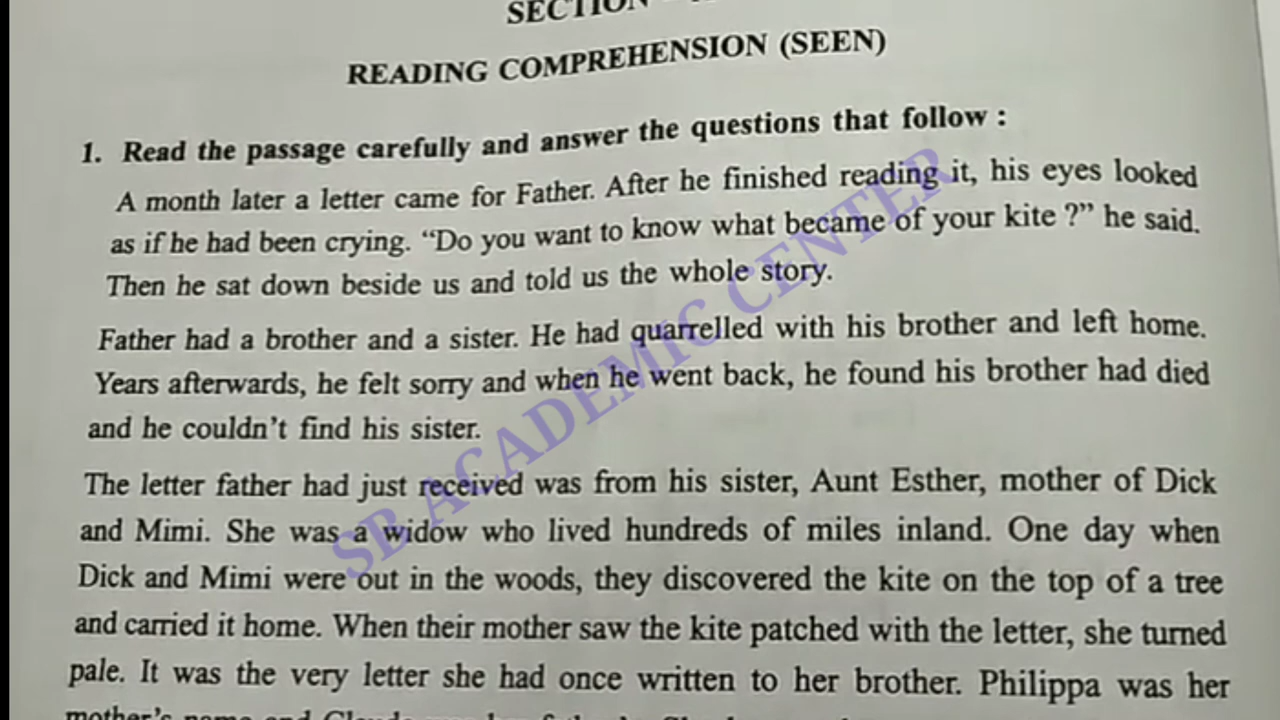 SECTION
READING COMPREHENSION (SEEN)
1. Read the passage carefully and answer the questions that follow :
A month later a letter came for Father. After he finished reading it, his eyes looked
as if he had been crying. “Do you want to know what became of your kite ?” he said.
Then he sat down beside us and told us the whole story.
Father had a brother and a sister. He had quarrelled with his brother and left home.
Years afterwards, he felt sorry and when he went back, he found his brother had died
and he couldn’t find his sister.
The letter father had just received was from his sister, Aunt Esther, mother of Dick
and Mimi. She was a widow who lived hundreds of miles inland. One day when
Dick and Mimi were out in the woods, they discovered the kite on the top of a tree
and carried it home. When their mother saw the kite patched with the letter, she turned
pale. It was the very letter she had once written to her brother. Philippa was her
mother’s name and
SB ACADEMIC CENTER